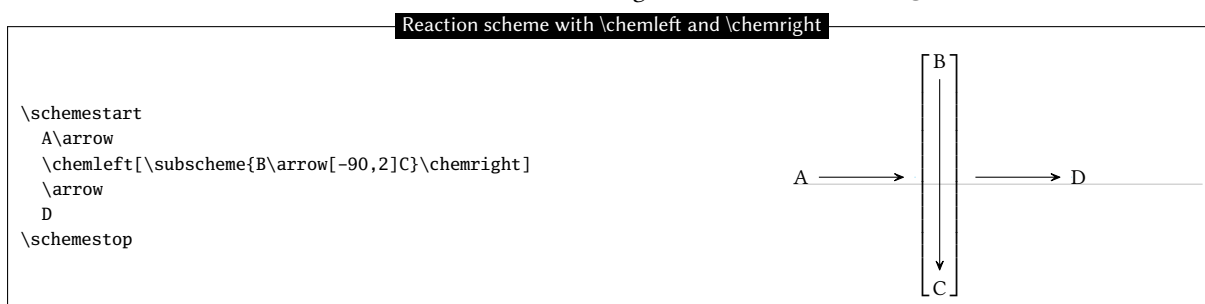 Reaction scheme with \chemleft and \chemright
\schemestart
A\arrow
\chemleft[\subscheme{B\arrow[-90,2]C}\chemright]
\arrow
D
\schemestop
B
A
D
C